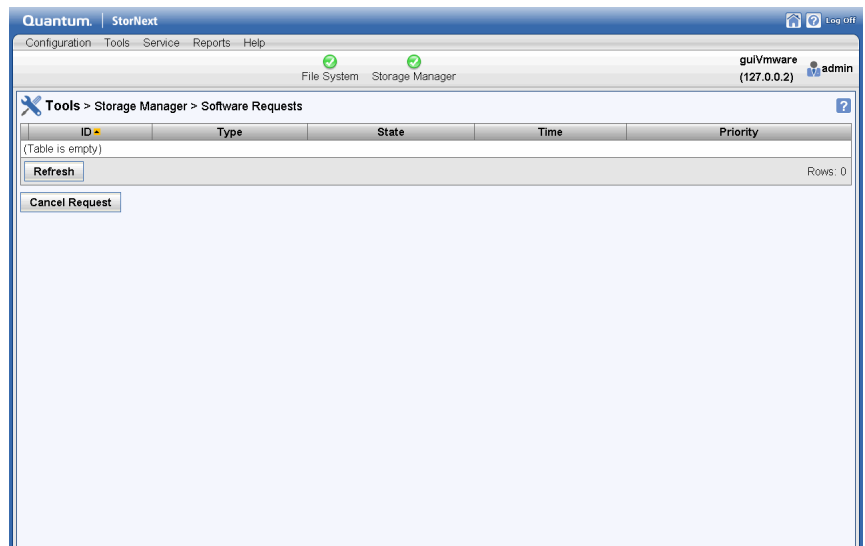 Quantum. | StorNext Log Off
Configuration Tools Service Reports Help
File System Storage Manager guiVmware (127.0.0.2) admin
Tools > Storage Manager > Software Requests ?
ID Type State Time Priority
(Table is empty)
Refresh Rows: 0
Cancel Request